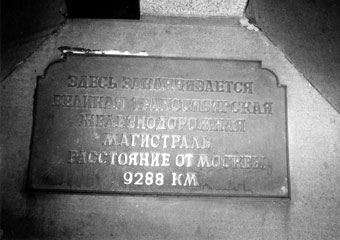 ЗДЕСЬ ЗАКАНЧИВАЕТСЯ
ВЕЛИКАЯ ТРАНССИБИРСКАЯ
ЖЕЛЕЗНОДОРОЖНАЯ
МАГИСТРАЛЬ
РАССТОЯНИЕ ОТ МОСКВЫ
9288 КМ